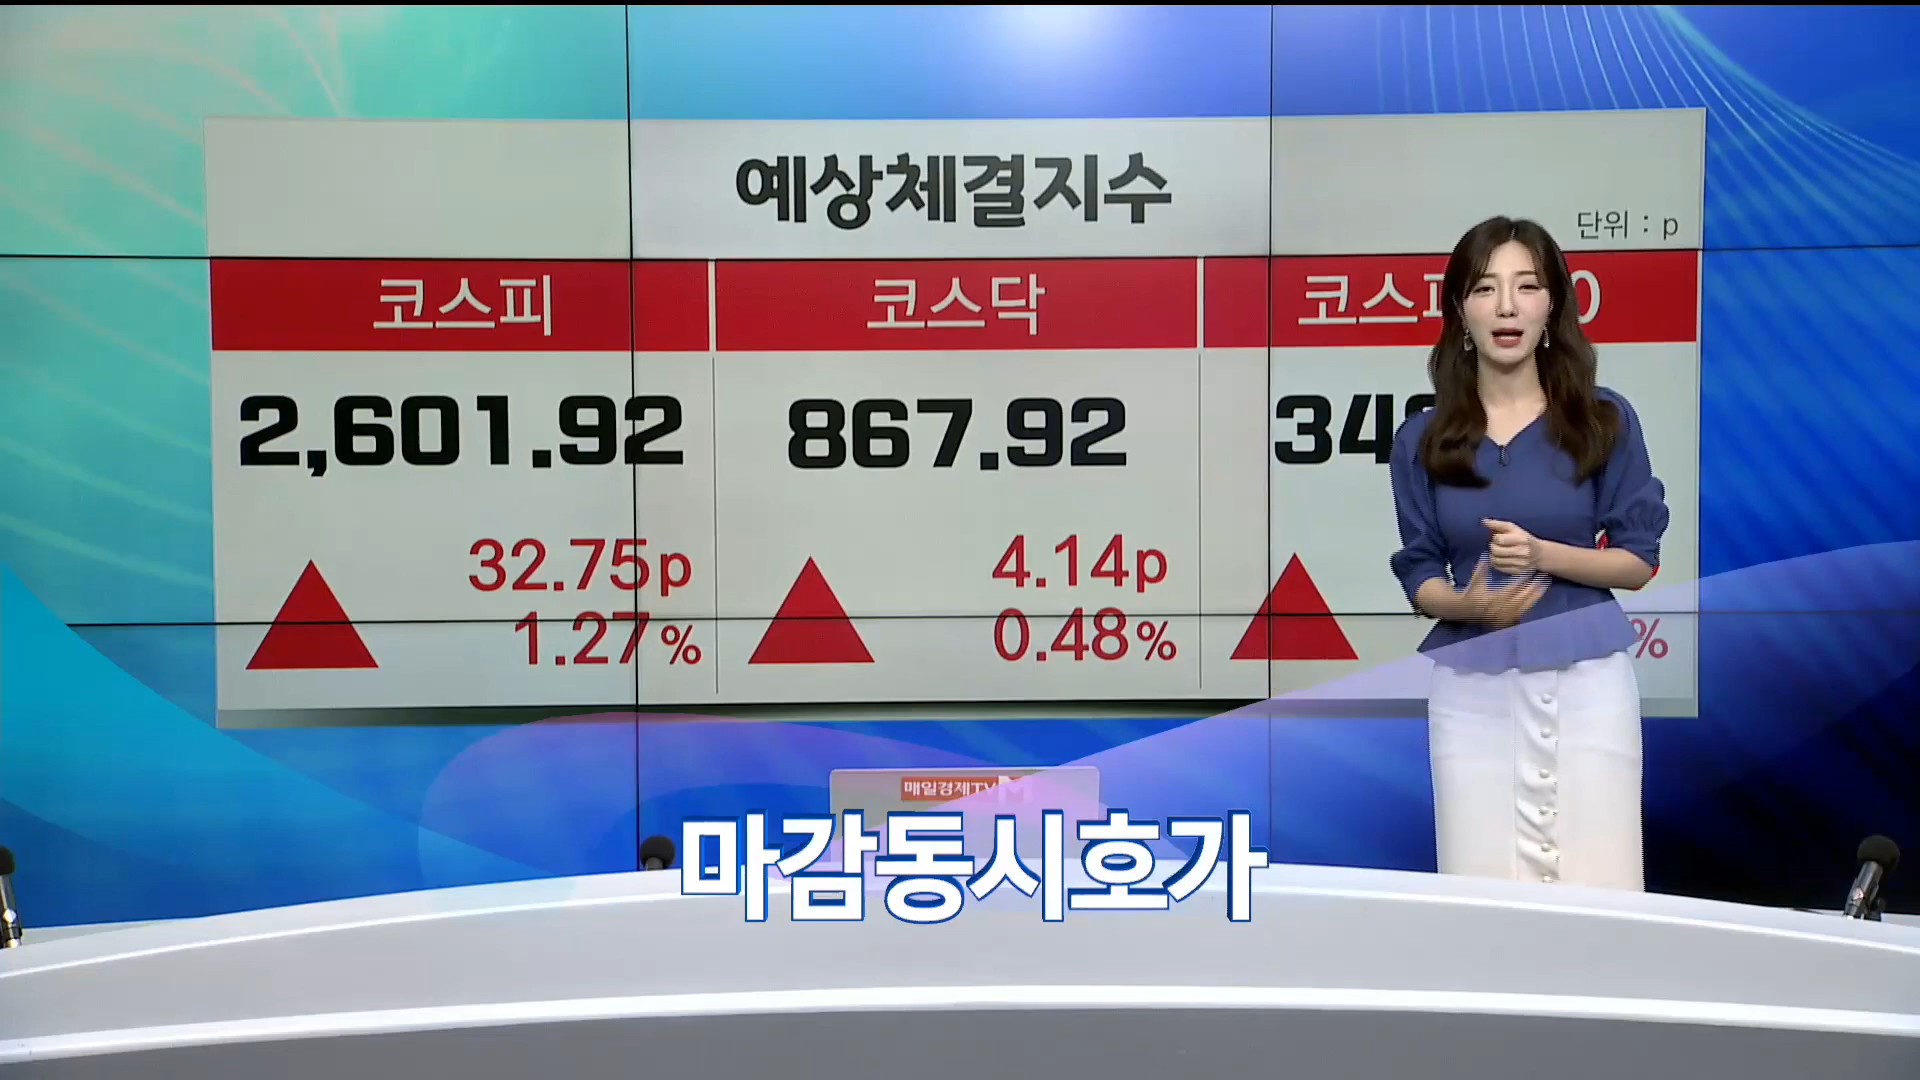 예상체결지수
단위 : p
코스피
코스닥
2,601.92
867.92
32.75p
4.14p
1.27%
0.48%
%
매일경제TV M
마감동시호가